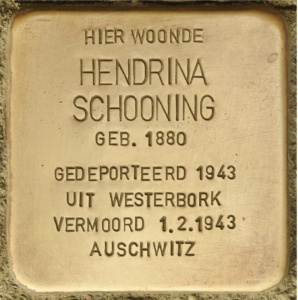 HIER WOONDE
HENDRINA
SCHOONING
GEB. 1880
GEDEPORTEERD 1943
UIT WESTERBORK
VERMOORD 1.2.1943
AUSCHWITZ